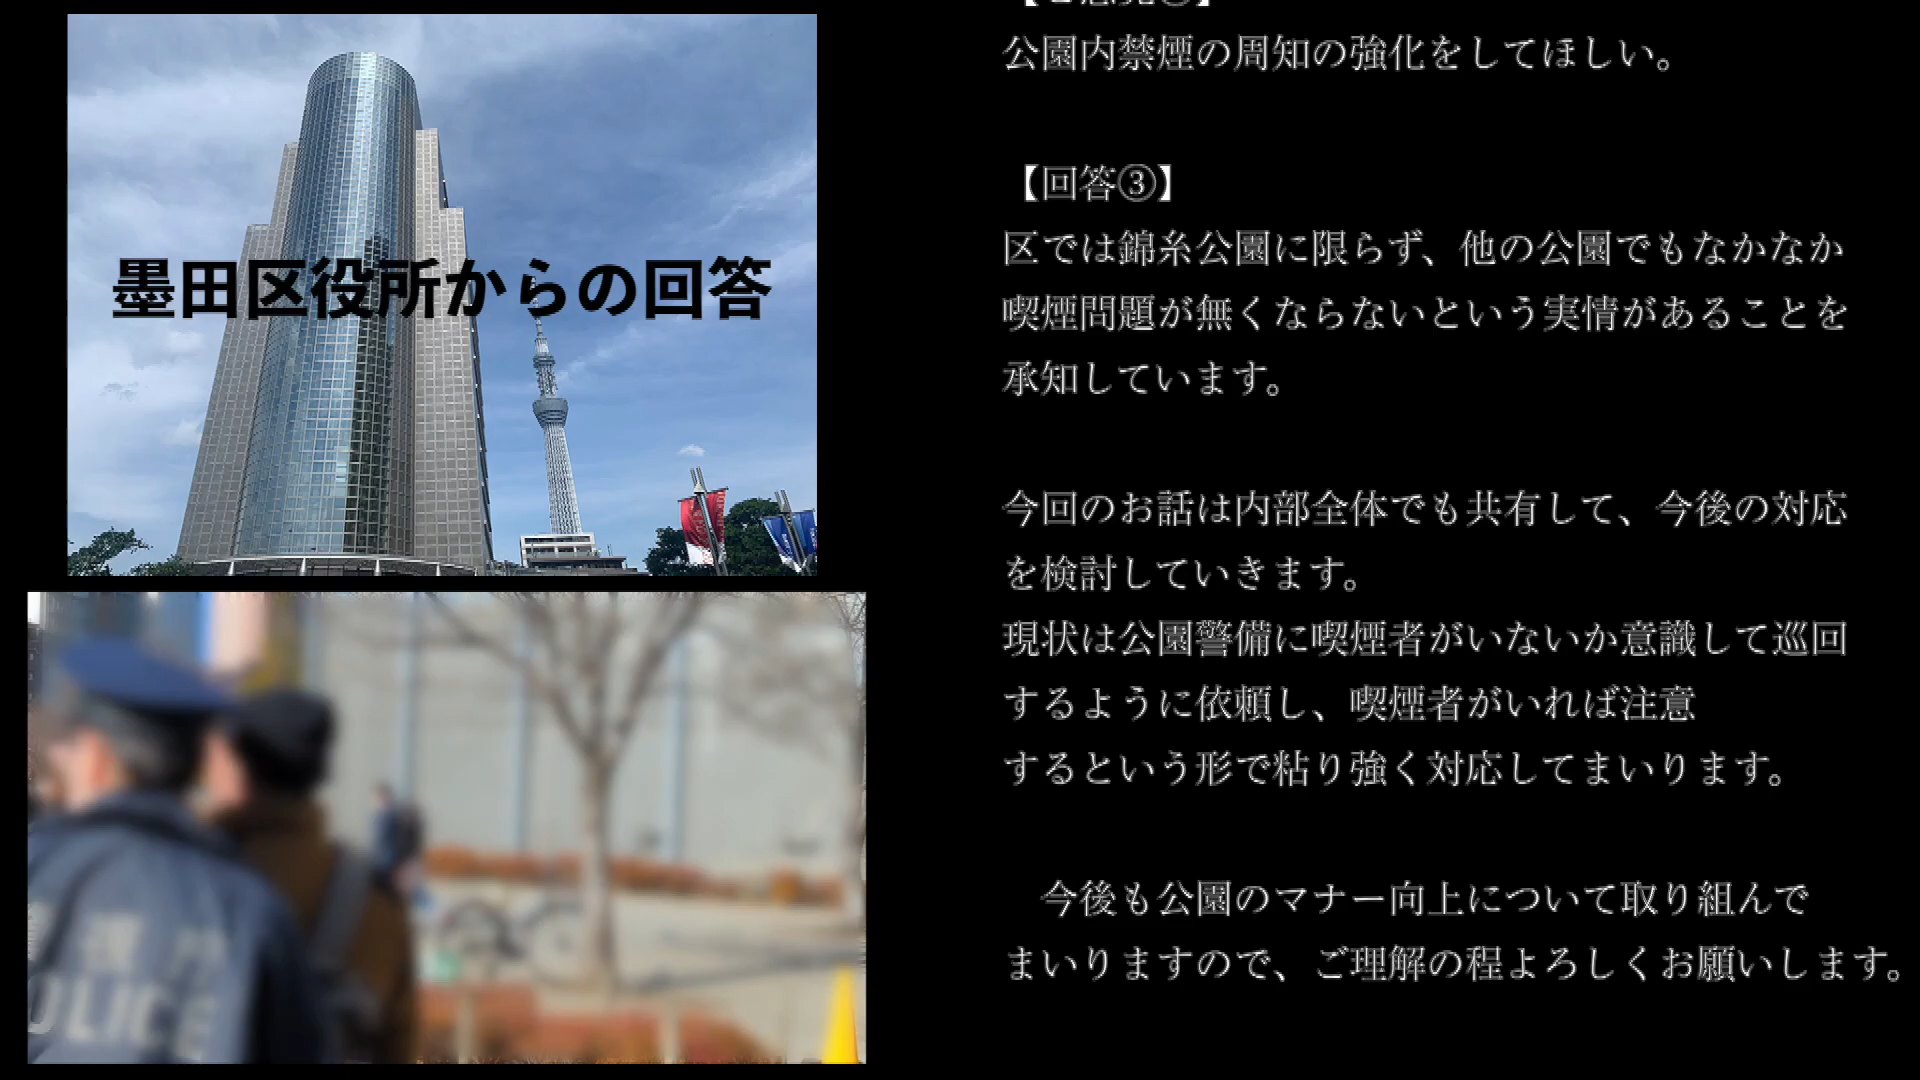 墨田区役所からの回答
公園内禁煙の周知の強化をしてほしい。
【回答③】
区では錦糸公園に限らず、他の公園でもなかなか
喫煙問題が無くならないという実情があることを
承知しています。
今回のお話は内部全体でも共有して、今後の対応
を検討していきます。
現状は公園警備に喫煙者がいないか意識して巡回
するように依頼し、喫煙者がいれば注意
するという形で粘り強く対応してまいります。
今後も公園のマナー向上について取り組んで
まいりますので、ご理解の程よろしくお願いします。
OLICE